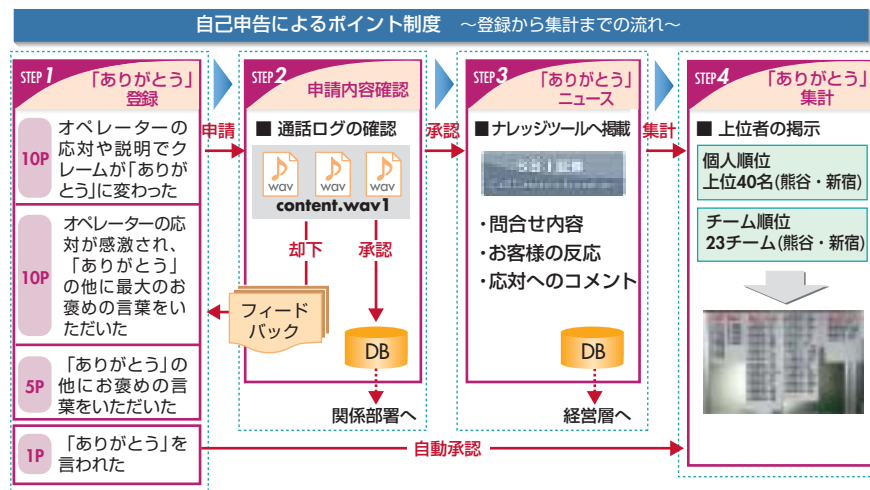 自己申告によるポイント制度 ～登録から集計までの流れ～
STEP 1
「ありがとう」
登録
10P
オペレーターの
応対や説明でク
レームが「ありが
とう」に変わった
10P
オペレーターの応
対が感激され、
「ありがとう」
の他に最大のお
褒めの言葉をい
ただいた
5P
「ありがとう」の
他にお褒めの言
葉をいただいた
1P
「ありがとう」を
言われた
申請
STEP 2
申請内容確認
■ 通話ログの確認
wav wav wav
content.wav1
却下 承認
フィード
バック
DB
関係部署へ
承認
STEP 3
「ありがとう」
ニュース
■ナレッジツールへ掲載
・問合せ内容
・お客様の反応
・応対へのコメント
DB
経営層へ
集計
STEP 4
「ありがとう」
集計
■ 上位者の掲示
個人順位
上位40名(熊谷・新宿)
チーム順位
23チーム(熊谷・新宿)
自動承認